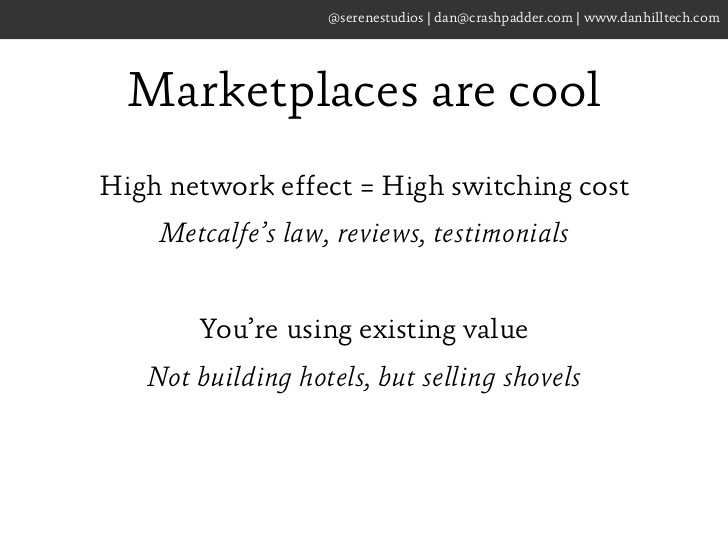 @serenestudios | dan@crashpadder.com | www.danhilltech.com
Marketplaces are cool
High network effect = High switching cost
Metcalfe’s law, reviews, testimonials
You’re using existing value
Not building hotels, but selling shovels